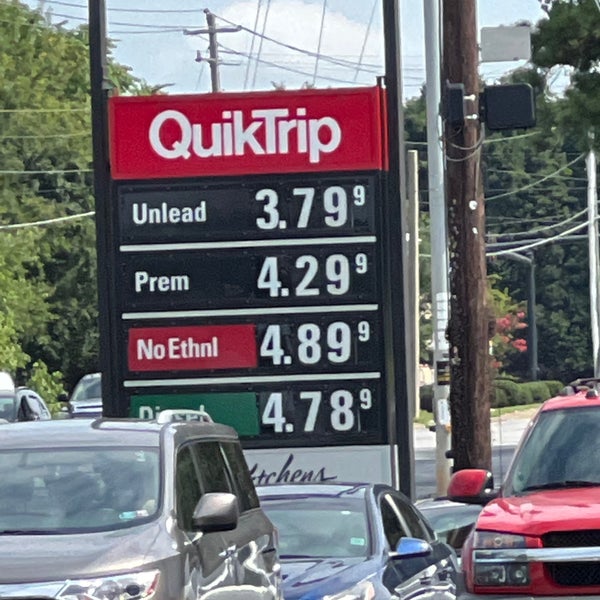 QuikTrip
Unlead 3.79 9
Prem 4.29 9
No Ethnl 4.89 9
4.78 9